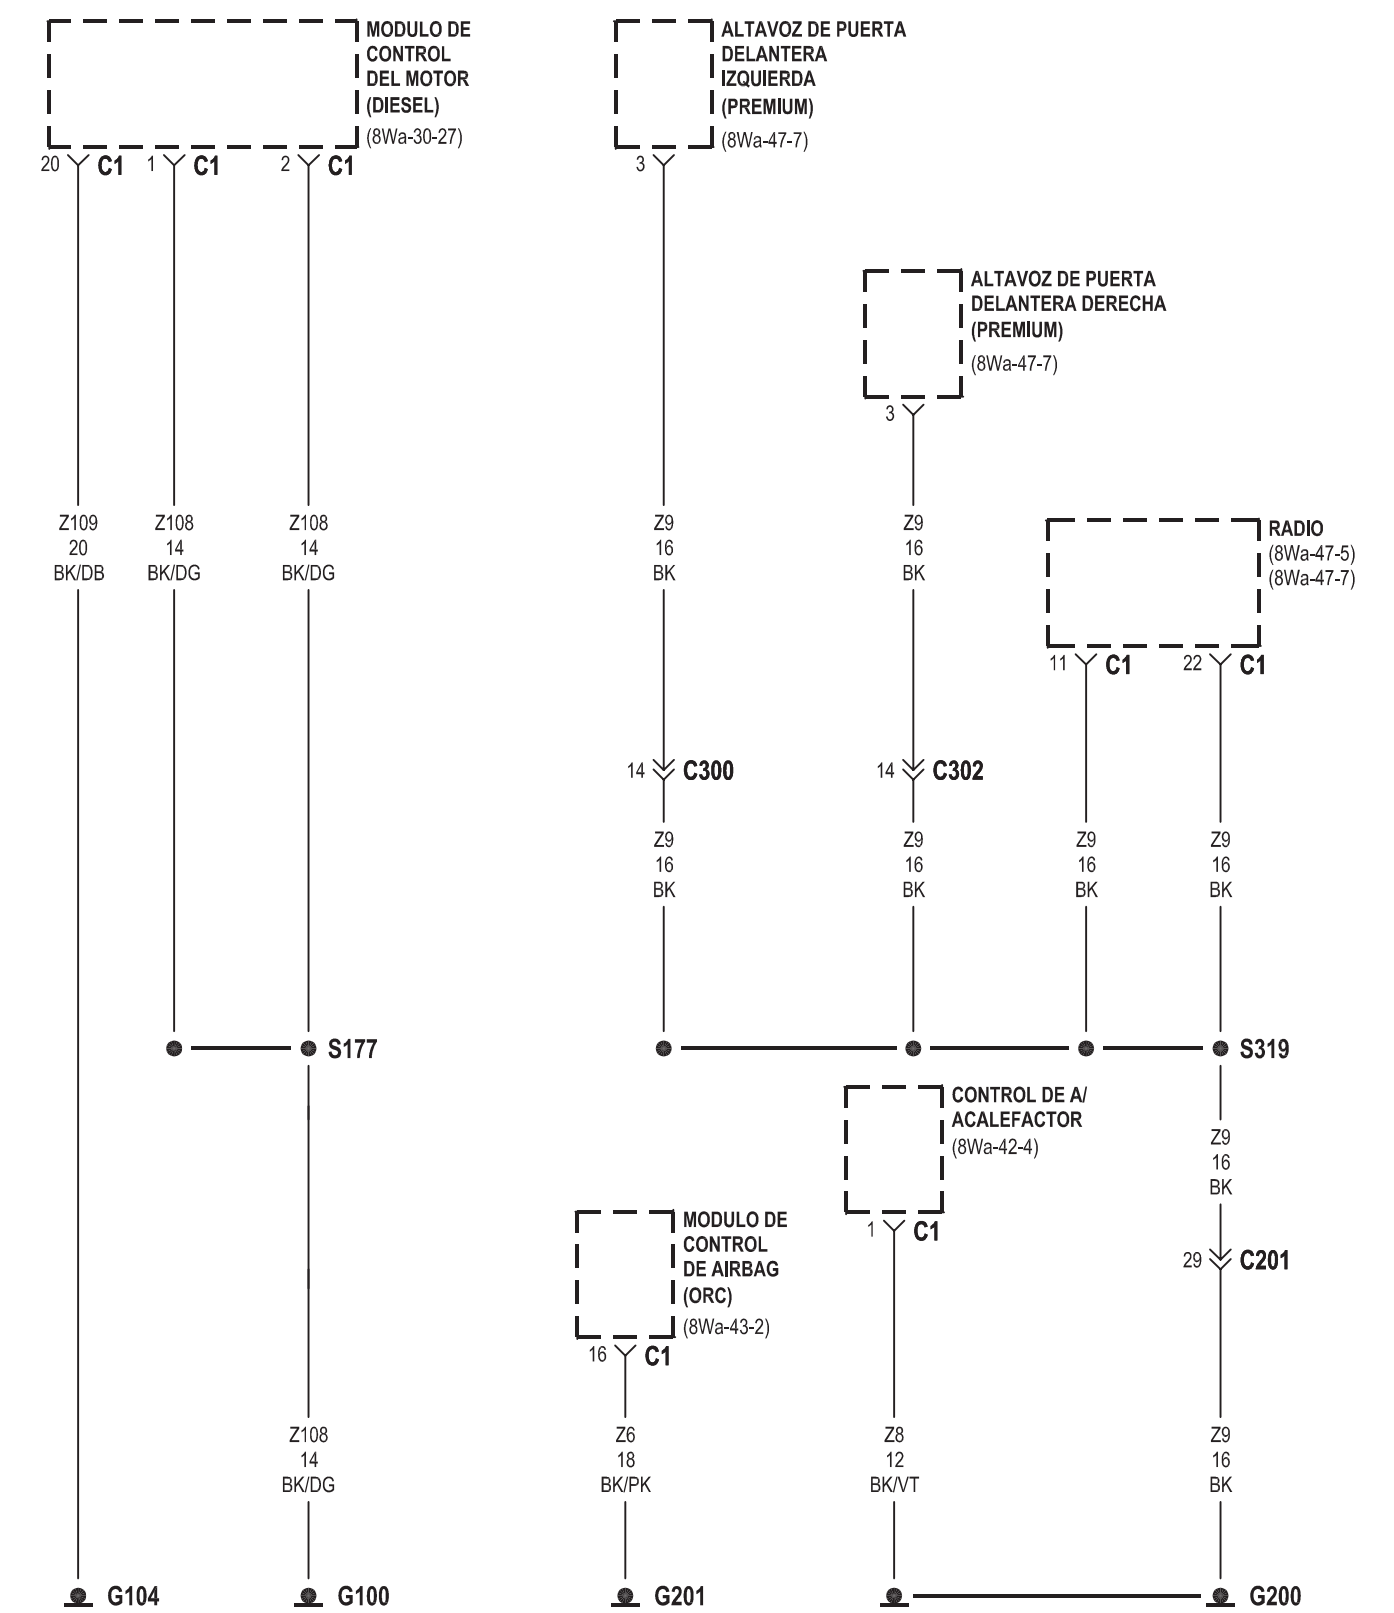 MODULO DE
CONTROL
DEL MOTOR
(DIESEL)
(8Wa-30-27)
20 C1
1 C1
2 C1
ALTAVOZ DE PUERTA
DELANTERA
IZQUIERDA
(PREMIUM)
(8Wa-47-7)
3
ALTAVOZ DE PUERTA
DELANTERA DERECHA
(PREMIUM)
(8Wa-47-7)
3
Z109
20
BK/DB
Z108
14
BK/DG
Z108
14
BK/DG
Z9
16
BK
Z9
16
BK
RADIO
(8Wa-47-5)
(8Wa-47-7)
11 C1
22 C1
14 C300
14 C302
Z9
16
BK
Z9
16
BK
Z9
16
BK
Z9
16
BK
S177
S319
CONTROL DE A/
ACALEFACTOR
(8Wa-42-4)
1 C1
Z9
16
BK
29 C201
MODULO DE
CONTROL
DE AIRBAG
(ORC)
(8Wa-43-2)
16 C1
Z108
14
BK/DG
Z6
18
BK/PK
Z8
12
BK/VT
Z9
16
BK
G104
G100
G201
G200